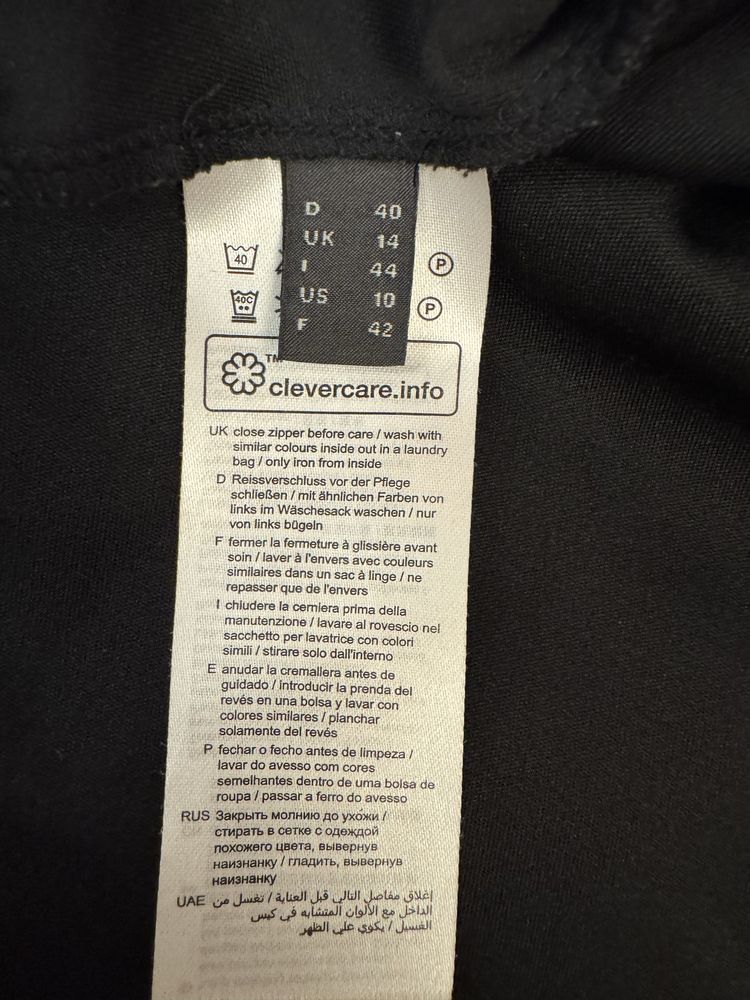 D 40
UK 14
I 44
US 10
F 42
40 P
40C P
TM
clevercare.info
UK close zipper before care / wash with
similar colours inside out in a laundry
bag / only iron from inside
D Reissverschluss vor der Pflege
schließen / mit ähnlichen Farben von
links im Wäschesack waschen / nur
von links bügeln
F fermer la fermeture à glissière avant
soin / laver à l'envers avec couleurs
similaires dans un sac à linge / ne
repasser que de l'envers
I chiudere la cerniera prima della
manutenzione / lavare al rovescio nel
sacchetto per lavatrice con colori
simili / stirare solo dall'interno
E anudar la cremallera antes de
guidado / introducir la prenda del
revés en una bolsa y lavar con
colores similares / planchar
solamente del revés
P fechar o fecho antes de limpeza /
lavar do avesso com cores
semelhantes dentro de uma bolsa de
roupa / passar a ferro do avesso
RUS Закрыть молнию до ухо́жи /
стирать в сетке с одеждой
похожего цвета, вывернув
наизнанку / гладить, вывернув
наизнанку
UAE إغلاق مفاصل التالي قبل العناية / تغسل من
الداخل مع الألوان المتشابه في كيس
الغسيل / يكوي علي الظهر